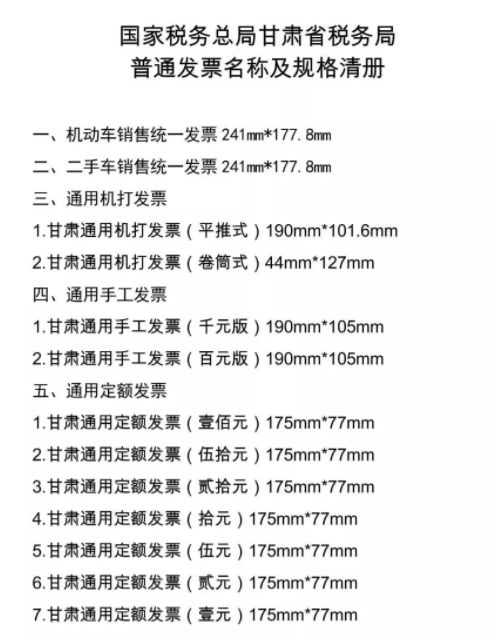 国家税务总局甘肃省税务局
普通发票名称及规格清册
一、机动车销售统一发票241mm*177.8mm
二、二手车销售统一发票241mm*177.8mm
三、通用机打发票
1.甘肃通用机打发票（平推式）190mm*101.6mm
2.甘肃通用机打发票（卷筒式）44mm*127mm
四、通用手工发票
1.甘肃通用手工发票（千元版）190mm*105mm
2.甘肃通用手工发票（百元版）190mm*105mm
五、通用定额发票
1.甘肃通用定额发票（壹佰元）175mm*77mm
2.甘肃通用定额发票（伍拾元）175mm*77mm
3.甘肃通用定额发票（贰拾元）175mm*77mm
4.甘肃通用定额发票（拾元）175mm*77mm
5.甘肃通用定额发票（伍元）175mm*77mm
6.甘肃通用定额发票（贰元）175mm*77mm
7.甘肃通用定额发票（壹元）175mm*77mm